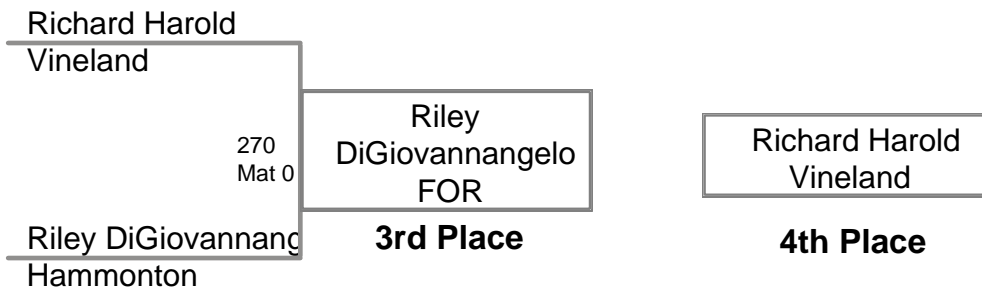 Richard Harold
Vineland
270
Mat 0
Riley DiGiovannang
Hammonton
Riley
DiGiovannangelo
FOR
3rd Place
Richard Harold
Vineland
4th Place